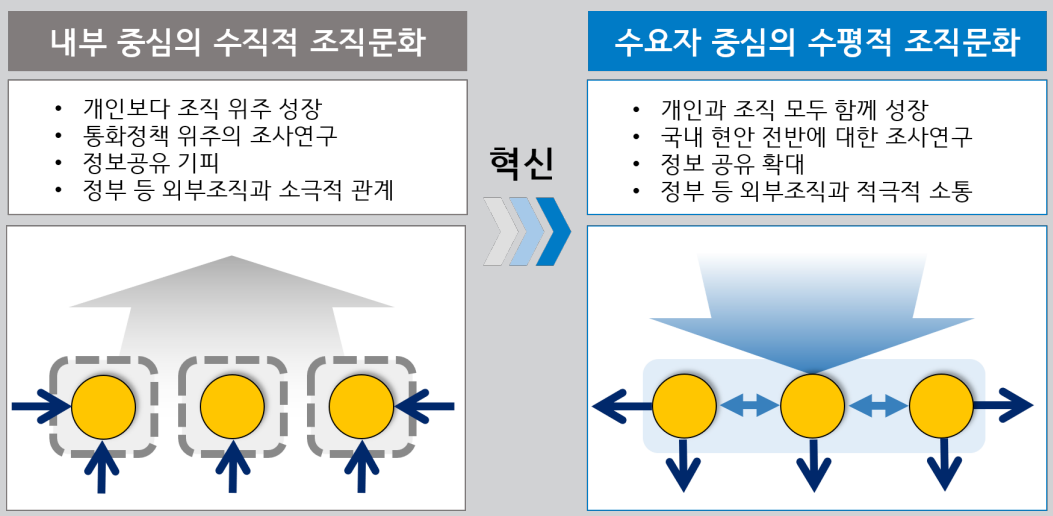 내부 중심의 수직적 조직문화
• 개인보다 조직 위주 성장
• 통화정책 위주의 조사연구
• 정보공유 기피
• 정부 등 외부조직과 소극적 관계
혁신
수요자 중심의 수평적 조직문화
• 개인과 조직 모두 함께 성장
• 국내 현안 전반에 대한 조사연구
• 정보 공유 확대
• 정부 등 외부조직과 적극적 소통